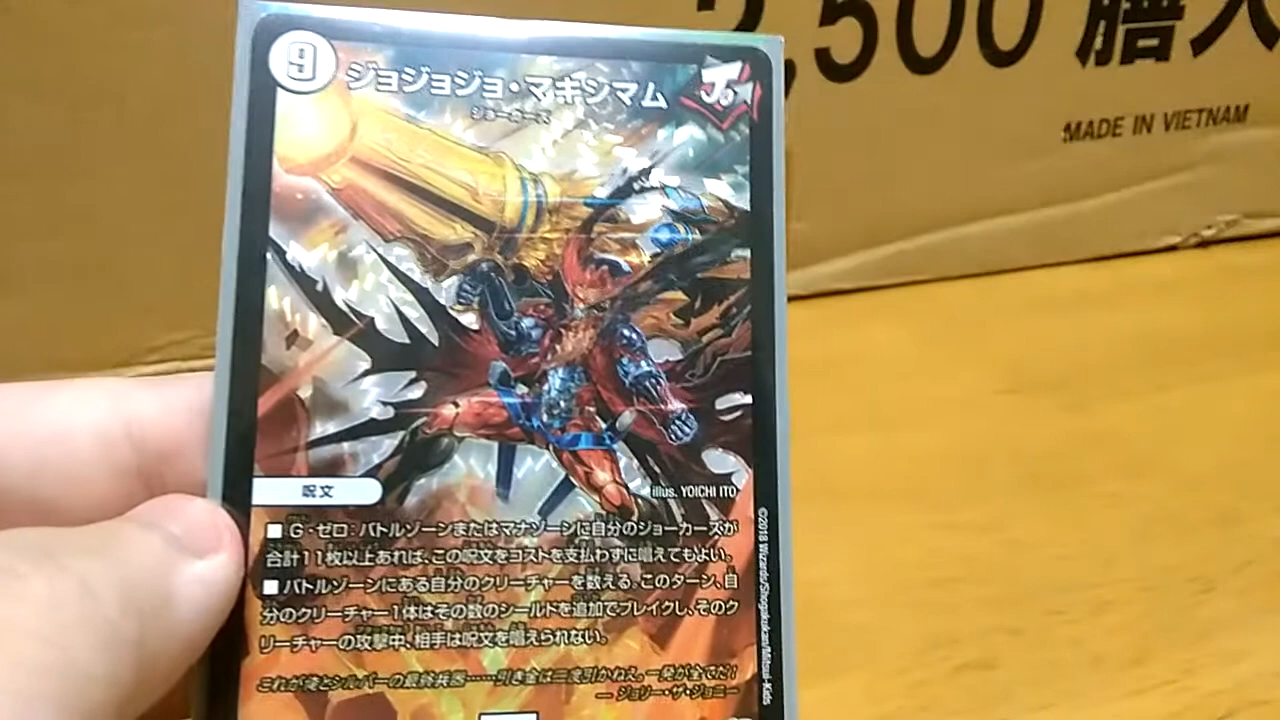 2,500 膳入
MADE IN VIETNAM
9
ジョジョジョ・マキシマム
ジョーカーズ
J
illus. YOICHI ITO
呪文
■ G・ゼロ：バトルゾーンまたはマナゾーンに自分のジョーカーズが
合計11枚以上あれば、この呪文をコストを支払わずに唱えてもよい。
■ バトルゾーンにある自分のクリーチャーを数える。このターン、自
分のクリーチャー1体はその数のシールドを追加でブレイクし、そのク
リーチャーの攻撃中、相手は呪文を唱えられない。
これが俺とシルバーの最終兵器……引き金は二度引かねえ。一発が全てだ！
— ジョリー・ザ・ジョニー
©2018 Wizards/Shogakukan/Mitsui-Kids